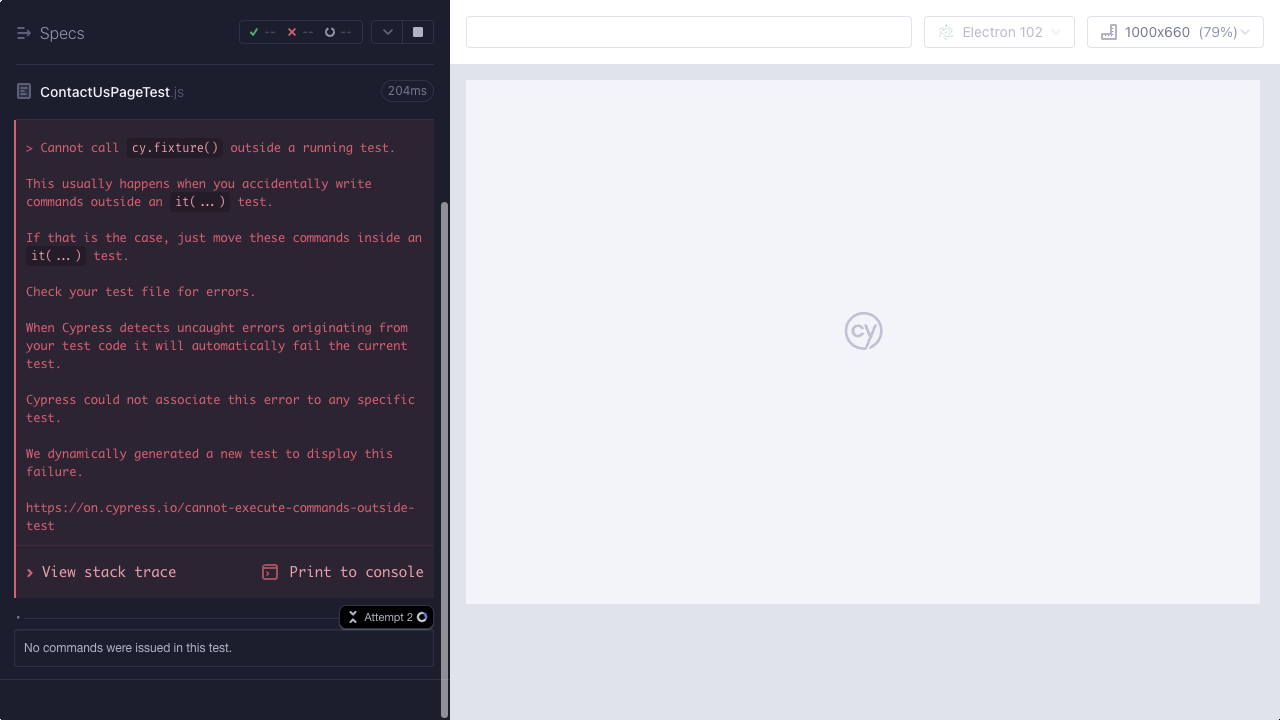 Specs
--
--
--
Electron 102
1000x660 (79%)
ContactUsPageTest.js
204ms
> Cannot call cy.fixture() outside a running test.
This usually happens when you accidentally write
commands outside an it(...) test.
If that is the case, just move these commands inside an
it(...) test.
Check your test file for errors.
When Cypress detects uncaught errors originating from
your test code it will automatically fail the current
test.
Cypress could not associate this error to any specific
test.
We dynamically generated a new test to display this
failure.
https://on.cypress.io/cannot-execute-commands-outside-
test
View stack trace
Print to console
Attempt 2
No commands were issued in this test.
cy